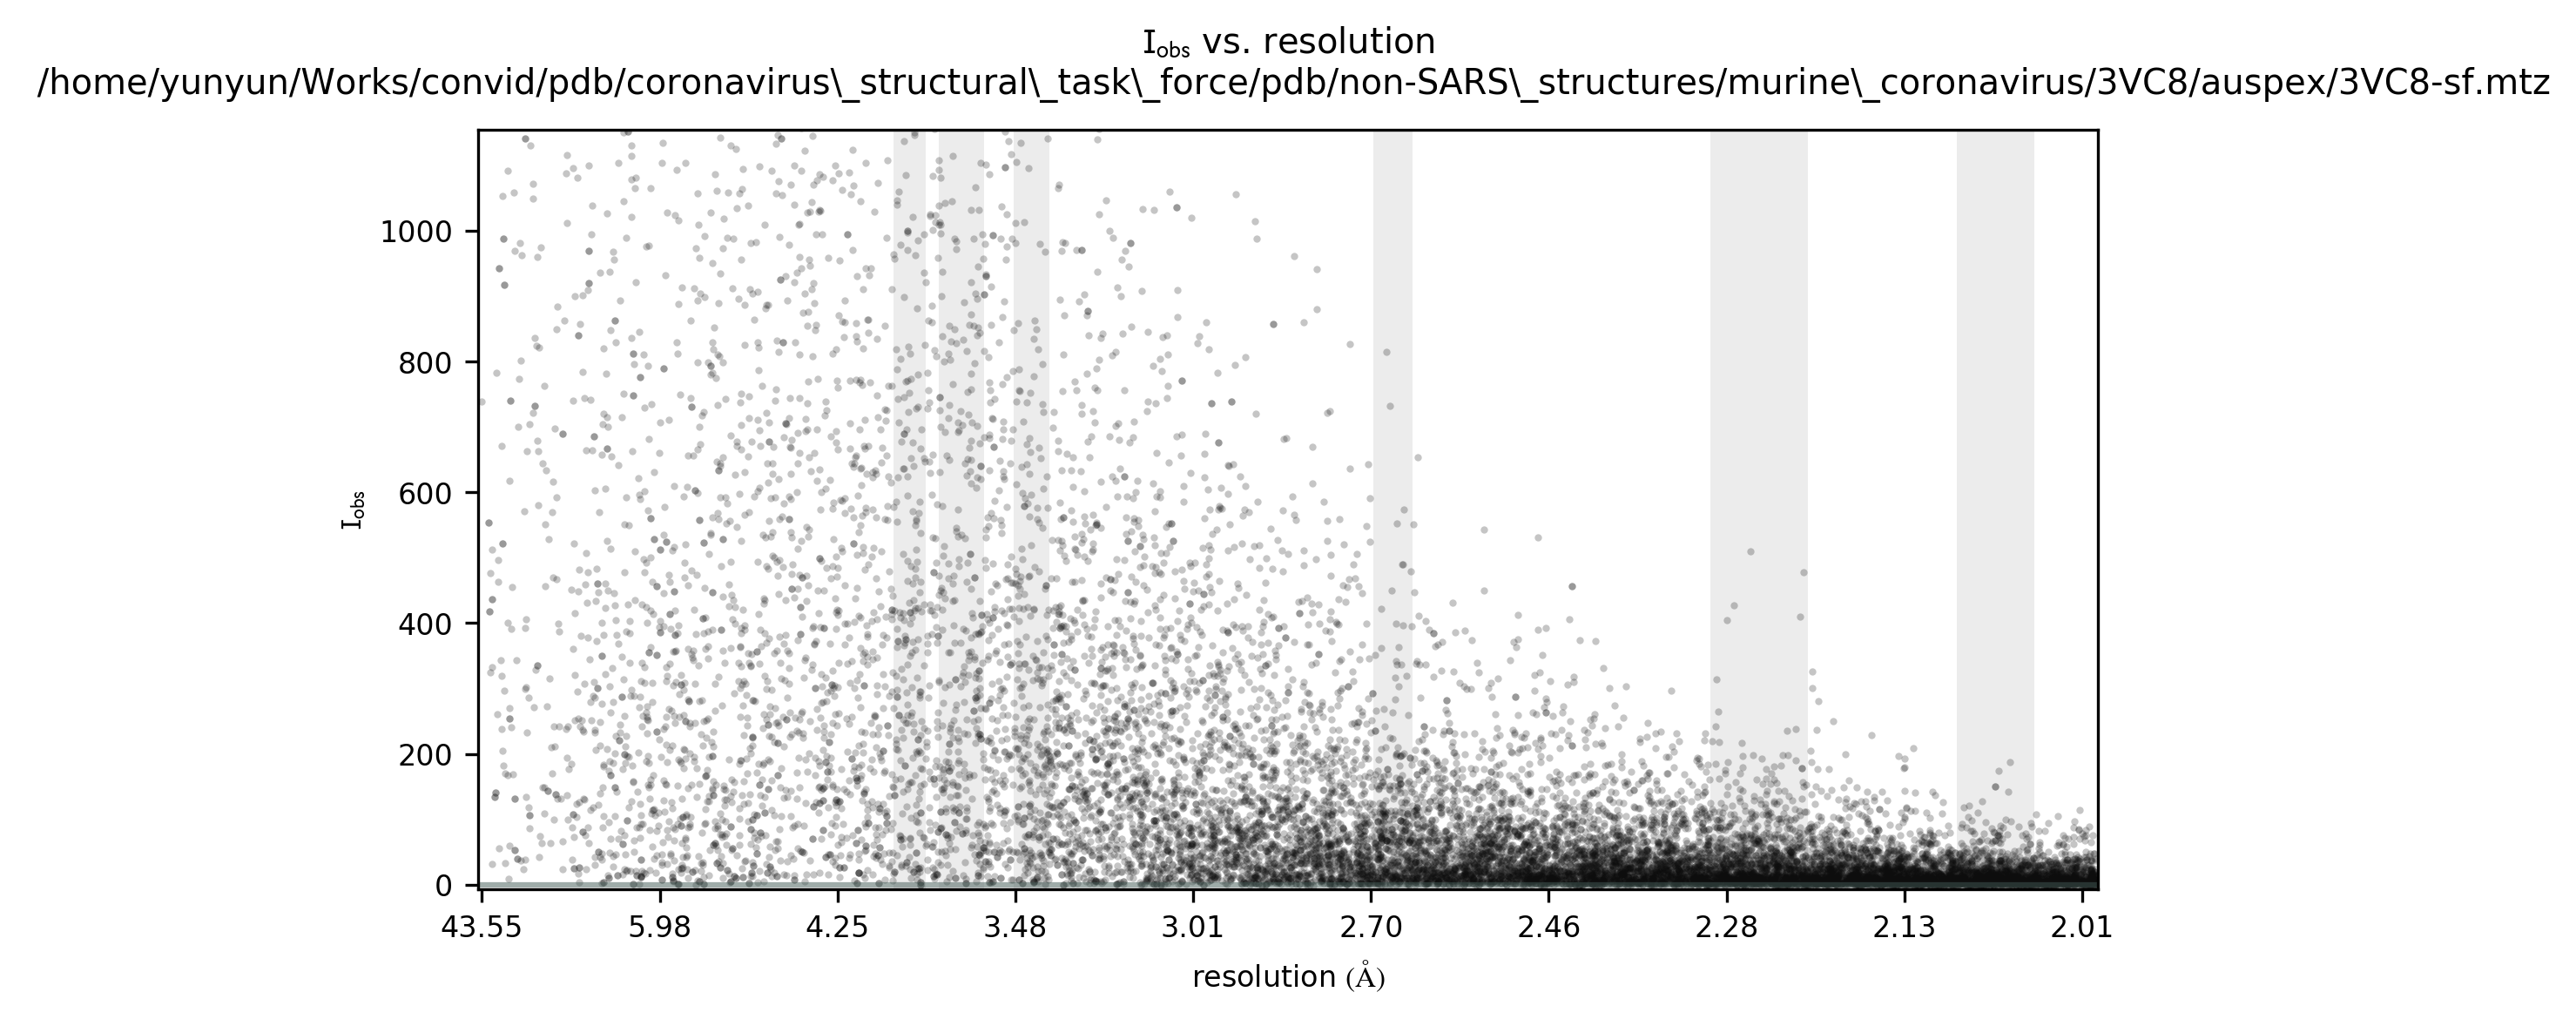 I_obs vs. resolution
/home/yunyun/Works/convid/pdb/coronavirus\_structural\_task\_force/pdb/non-SARS\_structures/murine\_coronavirus/3VC8/auspex/3VC8-sf.mtz
1000
800
600
400
200
0
I_obs
43.55 5.98 4.25 3.48 3.01 2.70 2.46 2.28 2.13 2.01
resolution (Å)